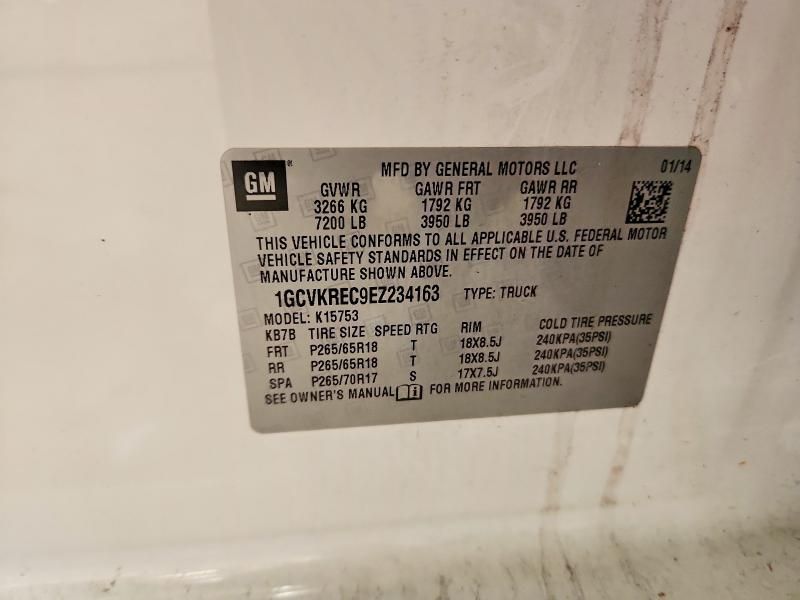 GM ® MFD BY GENERAL MOTORS LLC 01/14
GVWR GAWR FRT GAWR RR
3266 KG 1792 KG 1792 KG
7200 LB 3950 LB 3950 LB
THIS VEHICLE CONFORMS TO ALL APPLICABLE U.S. FEDERAL MOTOR
VEHICLE SAFETY STANDARDS IN EFFECT ON THE DATE OF
MANUFACTURE SHOWN ABOVE.
1GCVKREC9EZ234163 TYPE: TRUCK
MODEL: K15753
KB7B TIRE SIZE SPEED RTG RIM COLD TIRE PRESSURE
FRT P265/65R18 T 18X8.5J 240KPA(35PSI)
RR P265/65R18 T 18X8.5J 240KPA(35PSI)
SPA P265/70R17 S 17X7.5J 240KPA(35PSI)
SEE OWNER'S MANUAL FOR MORE INFORMATION.